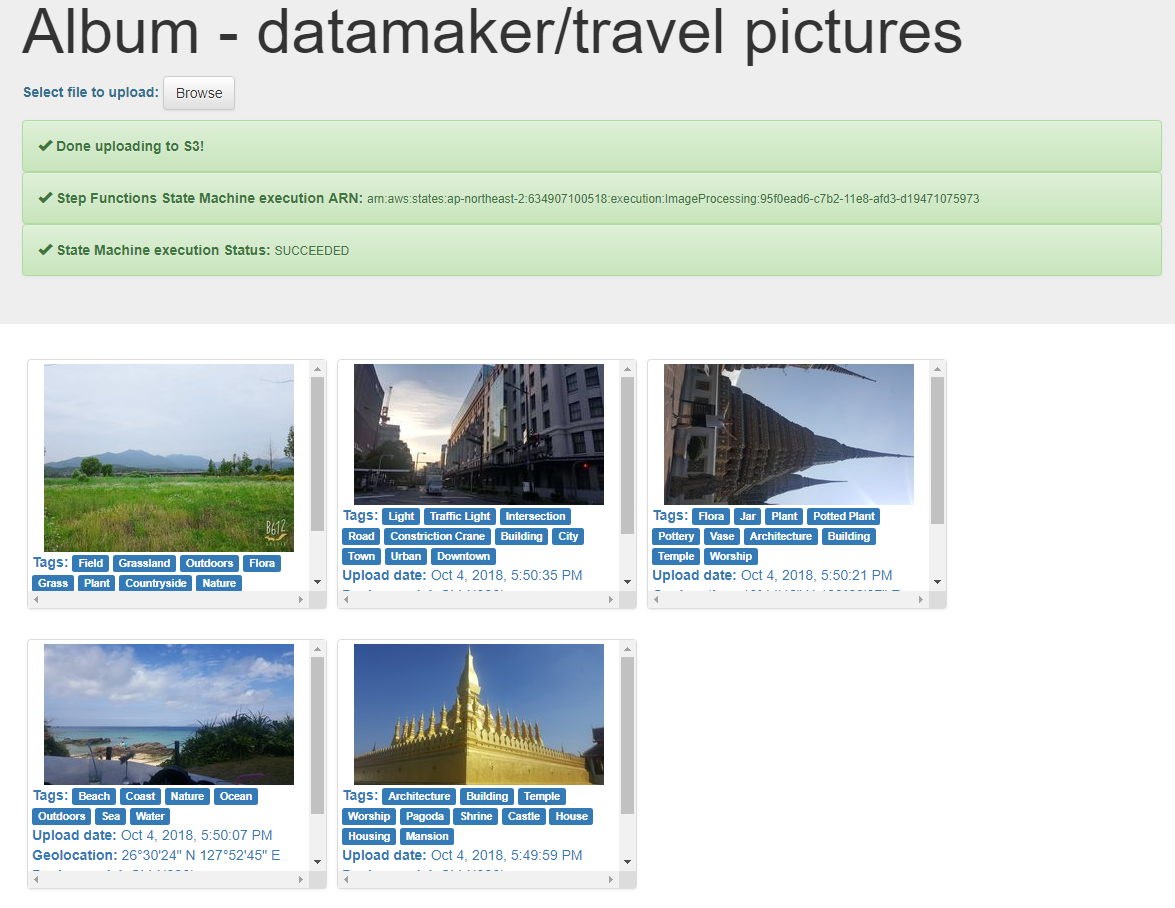 Album - datamaker/travel pictures
Select file to upload: Browse
Done uploading to S3!
Step Functions State Machine execution ARN: arn:aws:states:ap-northeast-2:634907100518:execution:ImageProcessing:95f0ead6-c7b2-11e8-afd3-d19471075973
State Machine execution Status: SUCCEEDED
B612
Tags: Field Grassland Outdoors Flora
Grass Plant Countryside Nature
Tags: Light Traffic Light Intersection
Road Constriction Crane Building City
Town Urban Downtown
Upload date: Oct 4, 2018, 5:50:35 PM
Tags: Flora Jar Plant Potted Plant
Pottery Vase Architecture Building
Temple Worship
Upload date: Oct 4, 2018, 5:50:21 PM
Tags: Beach Coast Nature Ocean
Outdoors Sea Water
Upload date: Oct 4, 2018, 5:50:07 PM
Geolocation: 26°30'24" N 127°52'45" E
Tags: Architecture Building Temple
Worship Pagoda Shrine Castle House
Housing Mansion
Upload date: Oct 4, 2018, 5:49:59 PM